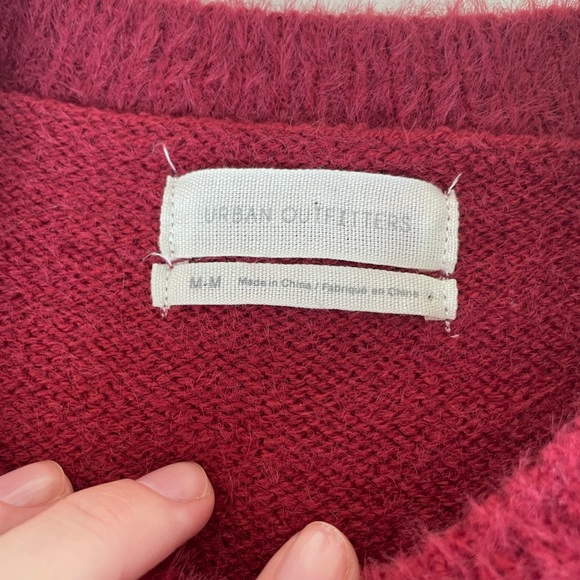 URBAN OUTFITTERS
M-M Made in China / Fabriqué en Chine